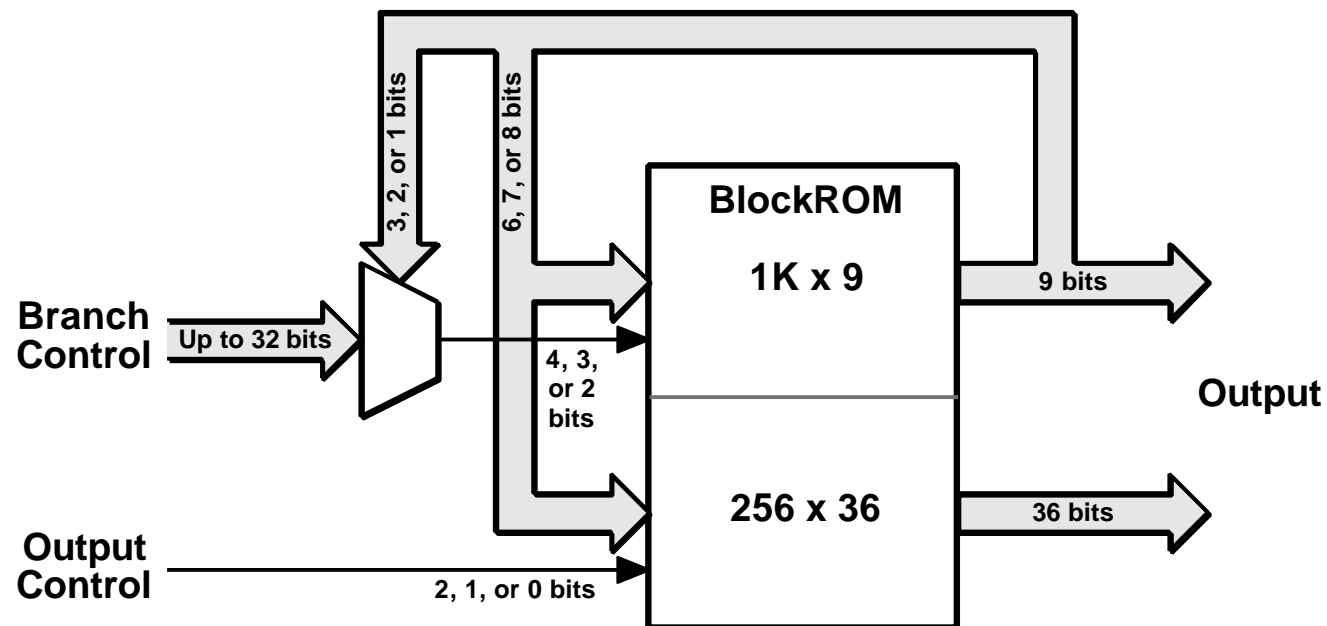 3, 2, or 1 bits
6, 7, or 8 bits
BlockROM
1K x 9
9 bits
Branch
Control
Up to 32 bits
4, 3,
or 2
bits
Output
256 x 36
36 bits
Output
Control
2, 1, or 0 bits